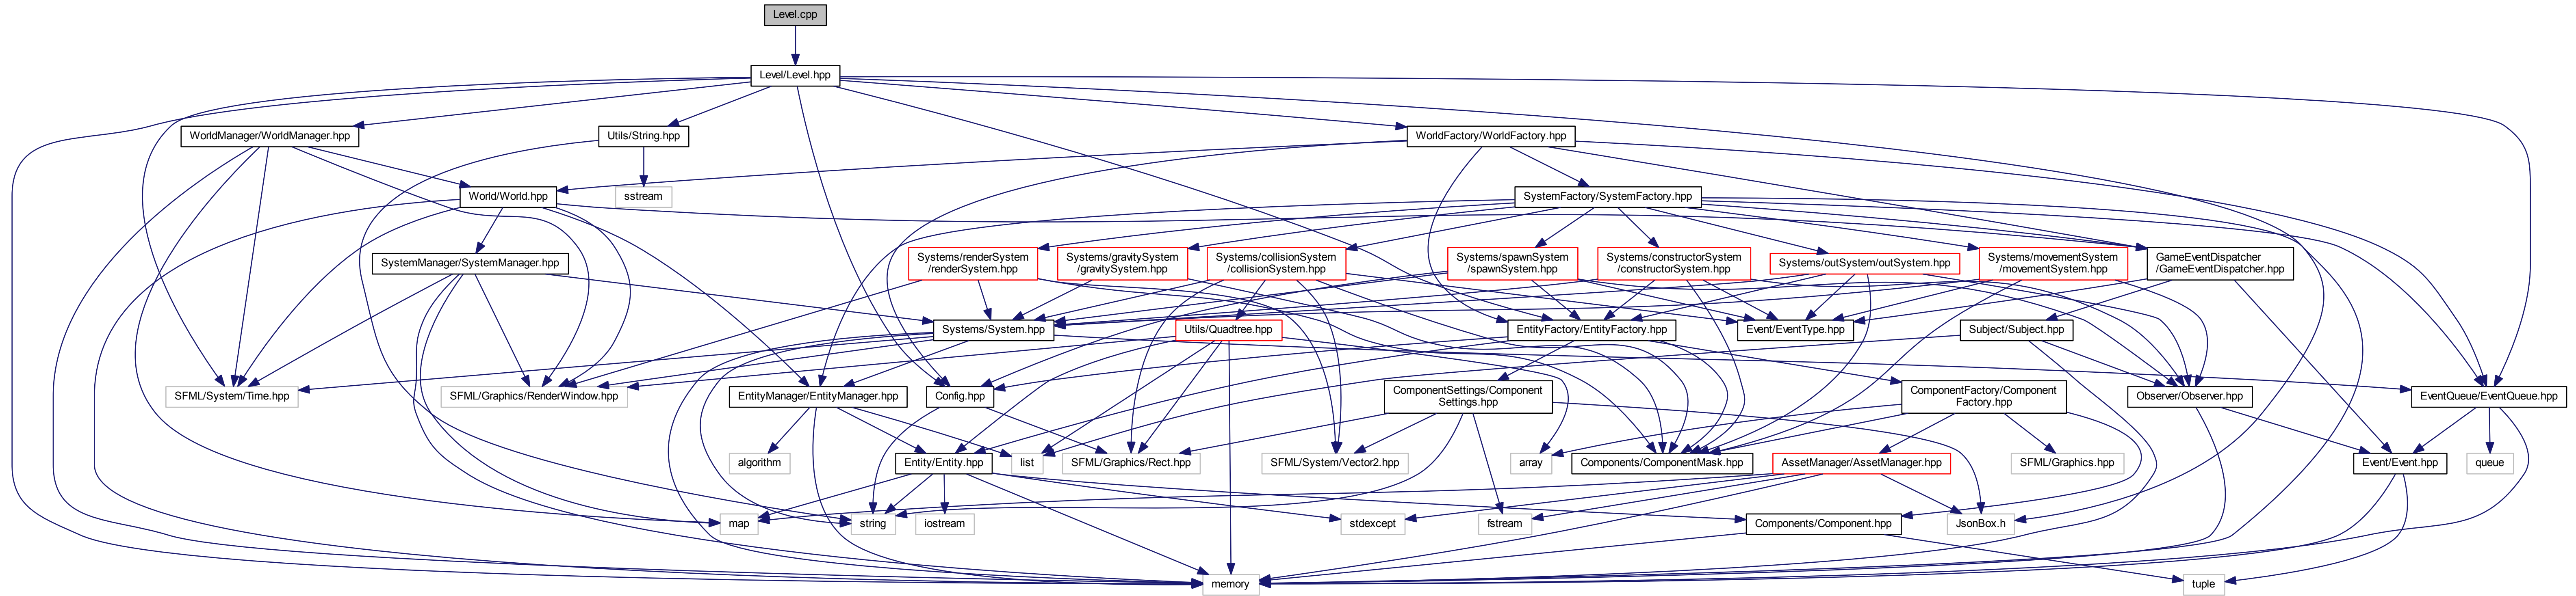 Level.cpp
Level/Level.hpp
WorldManager/WorldManager.hpp
Utils/String.hpp
WorldFactory/WorldFactory.hpp
World/World.hpp
sstream
SystemFactory/SystemFactory.hpp
SystemManager/SystemManager.hpp
Systems/renderSystem
/renderSystem.hpp
Systems/gravitySystem
/gravitySystem.hpp
Systems/collisionSystem
/collisionSystem.hpp
Systems/spawnSystem
/spawnSystem.hpp
Systems/constructorSystem
/constructorSystem.hpp
Systems/outSystem/outSystem.hpp
Systems/movementSystem
/movementSystem.hpp
GameEventDispatcher
/GameEventDispatcher.hpp
Systems/System.hpp
Utils/Quadtree.hpp
EntityFactory/EntityFactory.hpp
Event/EventType.hpp
Subject/Subject.hpp
SFML/System/Time.hpp
SFML/Graphics/RenderWindow.hpp
EntityManager/EntityManager.hpp
Config.hpp
ComponentSettings/Component
Settings.hpp
ComponentFactory/Component
Factory.hpp
Observer/Observer.hpp
EventQueue/EventQueue.hpp
algorithm
Entity/Entity.hpp
list
SFML/Graphics/Rect.hpp
SFML/System/Vector2.hpp
array
Components/ComponentMask.hpp
AssetManager/AssetManager.hpp
SFML/Graphics.hpp
Event/Event.hpp
queue
map
string
iostream
stdexcept
Components/Component.hpp
fstream
JsonBox.h
memory
tuple